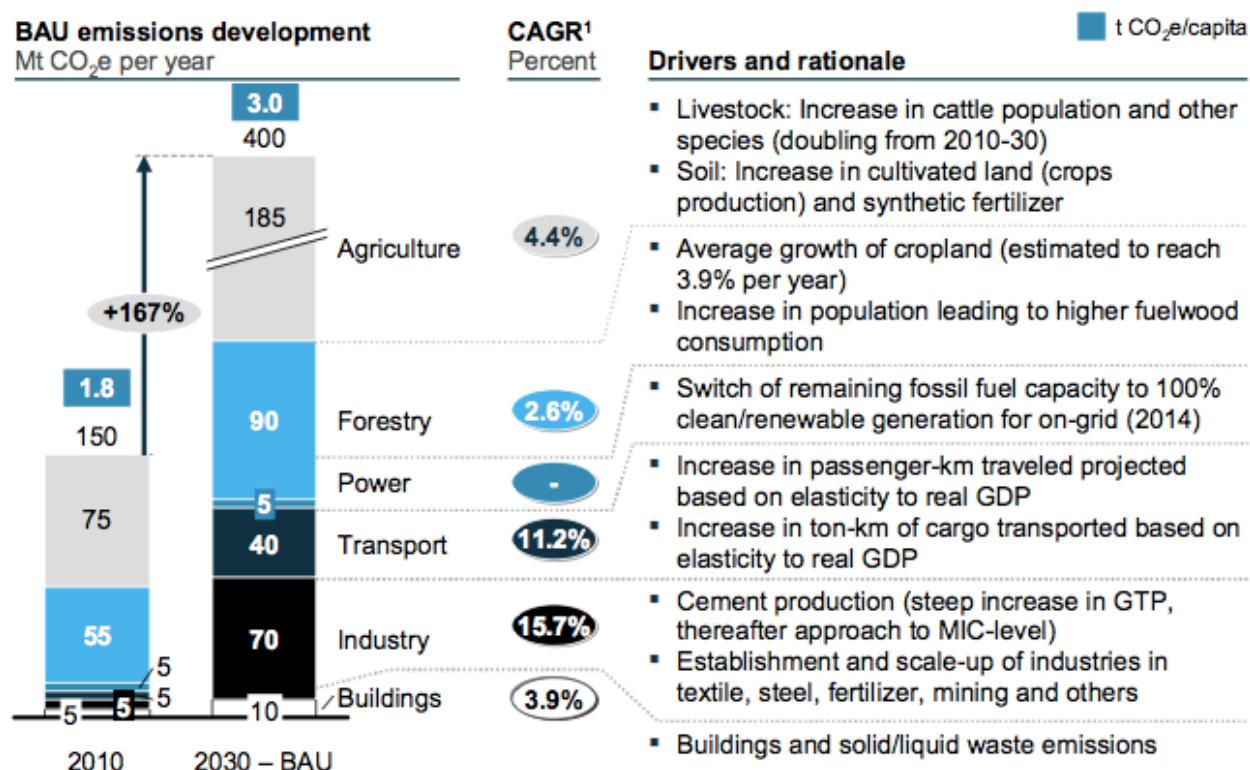 t CO₂e/capita
BAU emissions development
Mt CO₂e per year
CAGR¹
Percent
Drivers and rationale
3.0
400
185
Agriculture
4.4%
+167%
1.8
150
90
Forestry
2.6%
Power
-
5
75
40
Transport
11.2%
55
70
Industry
15.7%
5
5
5
5
10
Buildings
3.9%
2010
2030 – BAU
▪ Livestock: Increase in cattle population and other
species (doubling from 2010-30)
▪ Soil: Increase in cultivated land (crops
production) and synthetic fertilizer
▪ Average growth of cropland (estimated to reach
3.9% per year)
▪ Increase in population leading to higher fuelwood
consumption
▪ Switch of remaining fossil fuel capacity to 100%
clean/renewable generation for on-grid (2014)
▪ Increase in passenger-km traveled projected
based on elasticity to real GDP
▪ Increase in ton-km of cargo transported based on
elasticity to real GDP
▪ Cement production (steep increase in GTP,
thereafter approach to MIC-level)
▪ Establishment and scale-up of industries in
textile, steel, fertilizer, mining and others
▪ Buildings and solid/liquid waste emissions